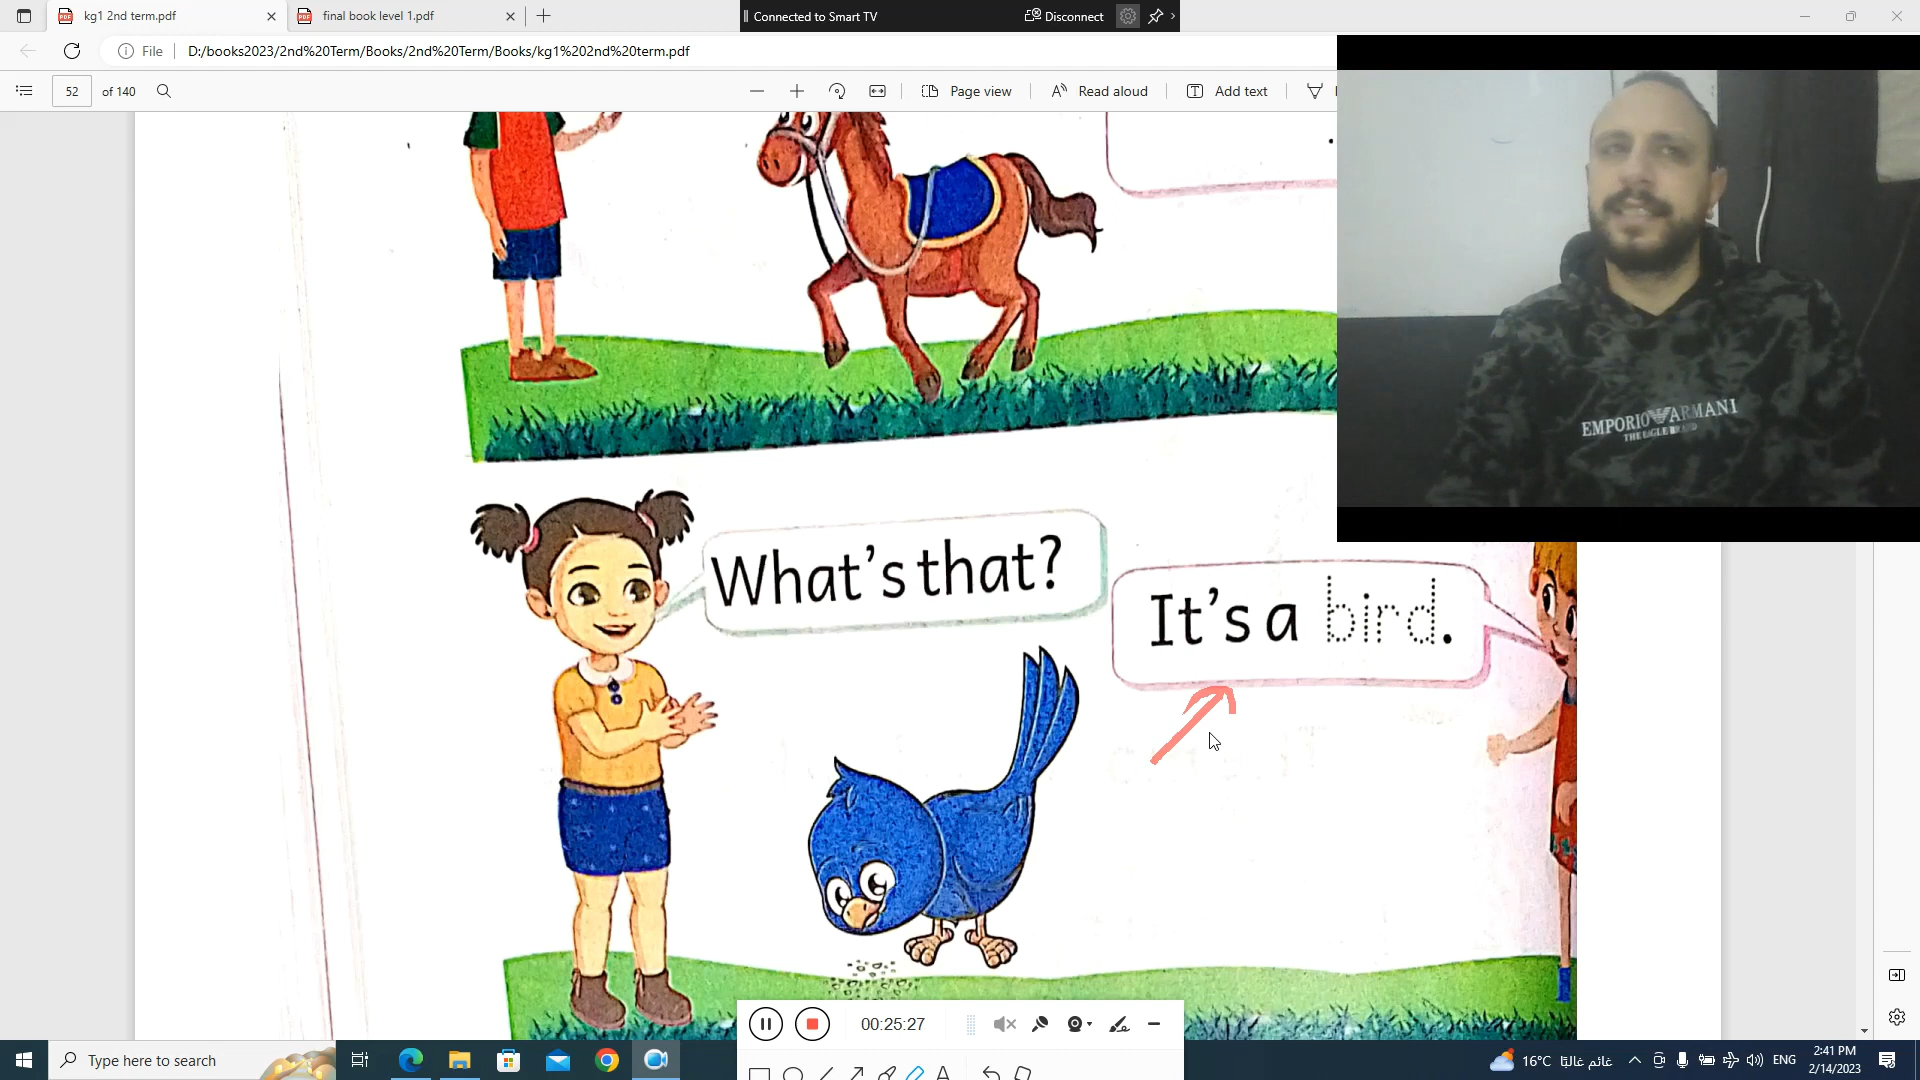 kg1 2nd term.pdf
final book level 1.pdf
Connected to Smart TV
Disconnect
File
D:/books2023/2nd%20Term/Books/2nd%20Term/Books/kg1%202nd%20term.pdf
52
of 140
Page view
Read aloud
Add text
EMPORIO ARMANI
What's that?
It's a bird.
00:25:27
Type here to search
16°C
غائم غالبًا
ENG
2:41 PM
2/14/2023